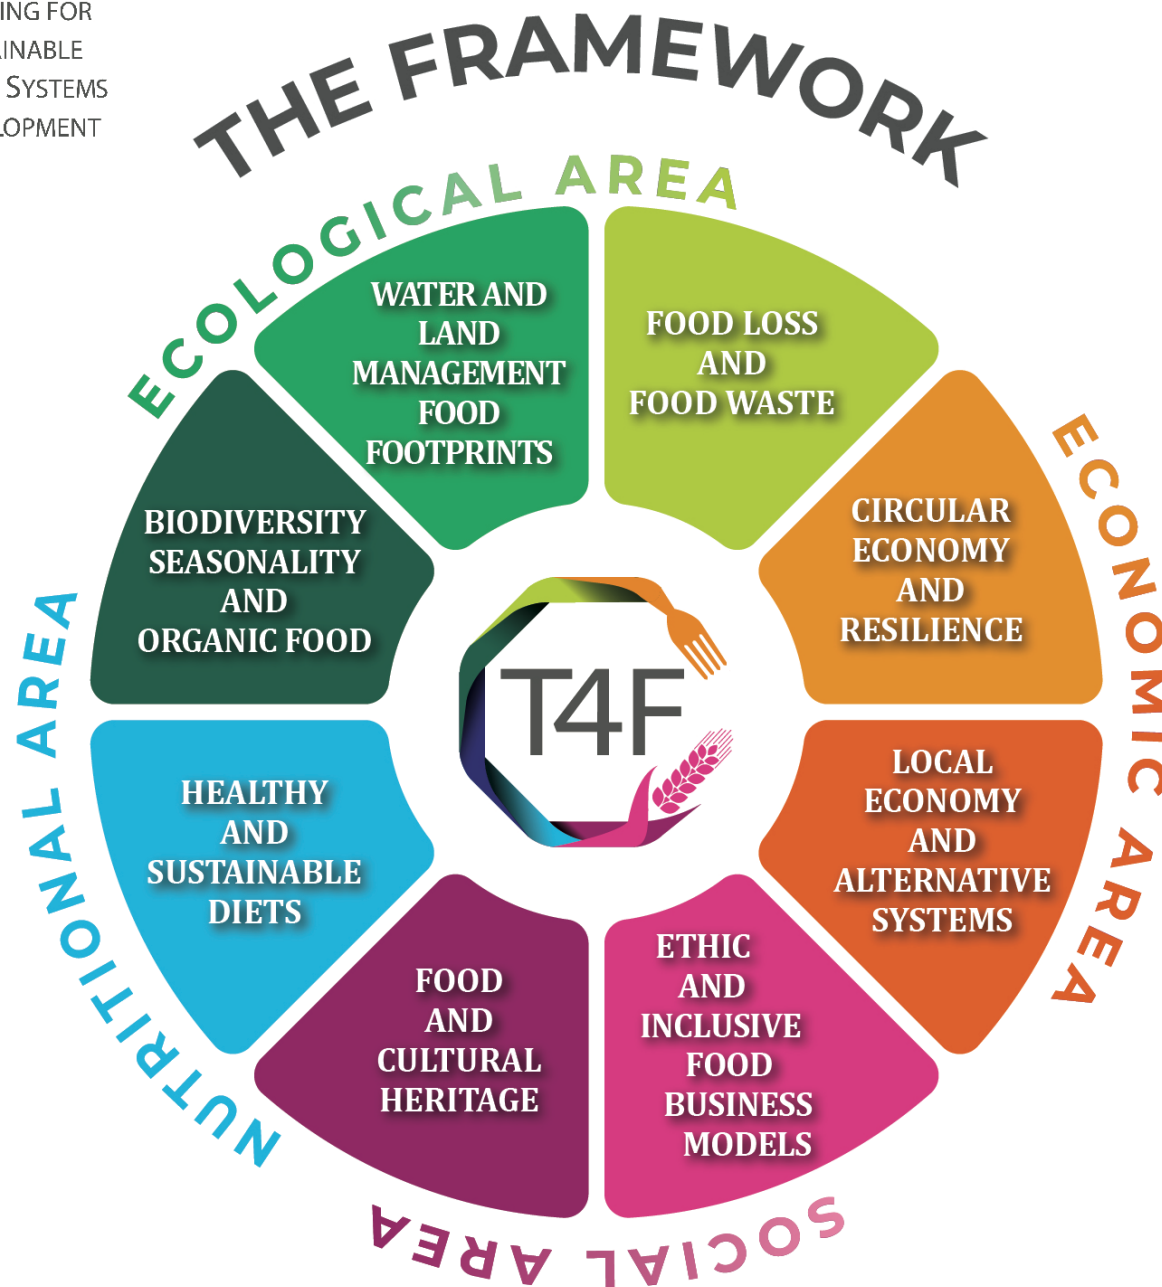 ING FOR
AINABLE
SYSTEMS
LOPMENT
THE FRAMEWORK
ECOLOGICAL AREA
WATER AND
LAND
MANAGEMENT
FOOD
FOOTPRINTS
FOOD LOSS
AND
FOOD WASTE
BIODIVERSITY
SEASONALITY
AND
ORGANIC FOOD
CIRCULAR
ECONOMY
AND
RESILIENCE
ECONOMIC AREA
T4F
NUTRITIONAL AREA
HEALTHY
AND
SUSTAINABLE
DIETS
LOCAL
ECONOMY
AND
ALTERNATIVE
SYSTEMS
FOOD
AND
CULTURAL
HERITAGE
ETHIC
AND
INCLUSIVE
FOOD
BUSINESS
MODELS
SOCIAL AREA